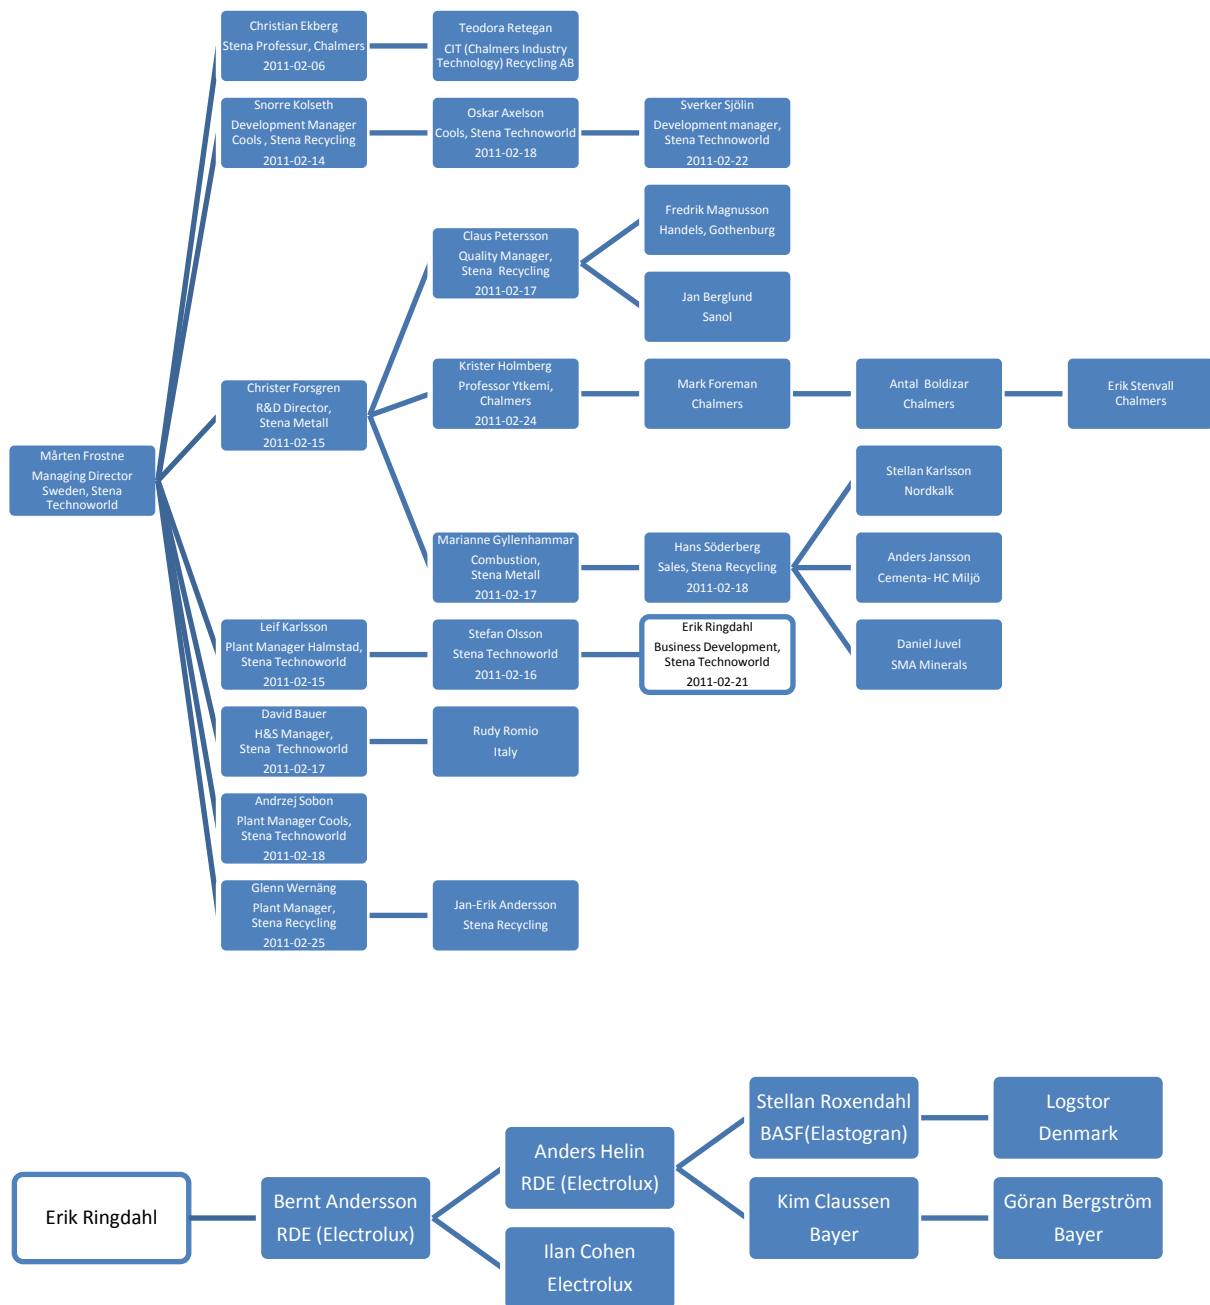 Christian Ekberg
Stena Professur, Chalmers
2011-02-06
Teodora Retegan
CIT (Chalmers Industry
Technology) Recycling AB
Snorre Kolseth
Development Manager
Cools , Stena Recycling
2011-02-14
Oskar Axelson
Cools, Stena Technoworld
2011-02-18
Sverker Sjölin
Development manager,
Stena Technoworld
2011-02-22
Fredrik Magnusson
Handels, Gothenburg
Claus Petersson
Quality Manager,
Stena  Recycling
2011-02-17
Jan Berglund
Sanol
Krister Holmberg
Professor Ytkemi,
Chalmers
2011-02-24
Mark Foreman
Chalmers
Antal  Boldizar
Chalmers
Erik Stenvall
Chalmers
Christer Forsgren
R&D Director,
Stena Metall
2011-02-15
Mårten Frostne
Managing Director
Sweden, Stena
Technoworld
Stellan Karlsson
Nordkalk
Marianne Gyllenhammar
Combustion,
Stena Metall
2011-02-17
Hans Söderberg
Sales, Stena Recycling
2011-02-18
Anders Jansson
Cementa- HC Miljö
Daniel Juvel
SMA Minerals
Leif Karlsson
Plant Manager Halmstad,
Stena Technoworld
2011-02-15
Stefan Olsson
Stena Technoworld
2011-02-16
Erik Ringdahl
Business Development,
Stena Technoworld
2011-02-21
David Bauer
H&S Manager,
Stena  Technoworld
2011-02-17
Rudy Romio
Italy
Andrzej Sobon
Plant Manager Cools,
Stena Technoworld
2011-02-18
Glenn Wernäng
Plant Manager,
Stena Recycling
2011-02-25
Jan-Erik Andersson
Stena Recycling
Erik Ringdahl
Bernt Andersson
RDE (Electrolux)
Anders Helin
RDE (Electrolux)
Ilan Cohen
Electrolux
Stellan Roxendahl
BASF(Elastogran)
Logstor
Denmark
Kim Claussen
Bayer
Göran Bergström
Bayer